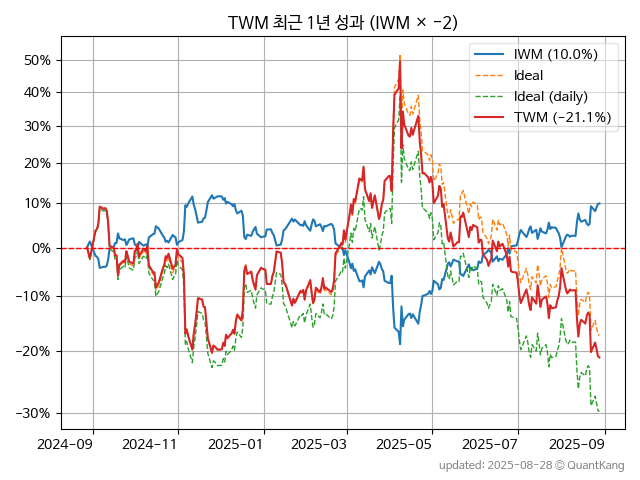 TWM 최근 1년 성과 (IWM × −2)
IWM (10.0%)
Ideal
Ideal (daily)
TWM (−21.1%)
50%
40%
30%
20%
10%
0%
−10%
−20%
−30%
2024-09 2024-11 2025-01 2025-03 2025-05 2025-07 2025-09
updated: 2025-08-28 © QuantKang